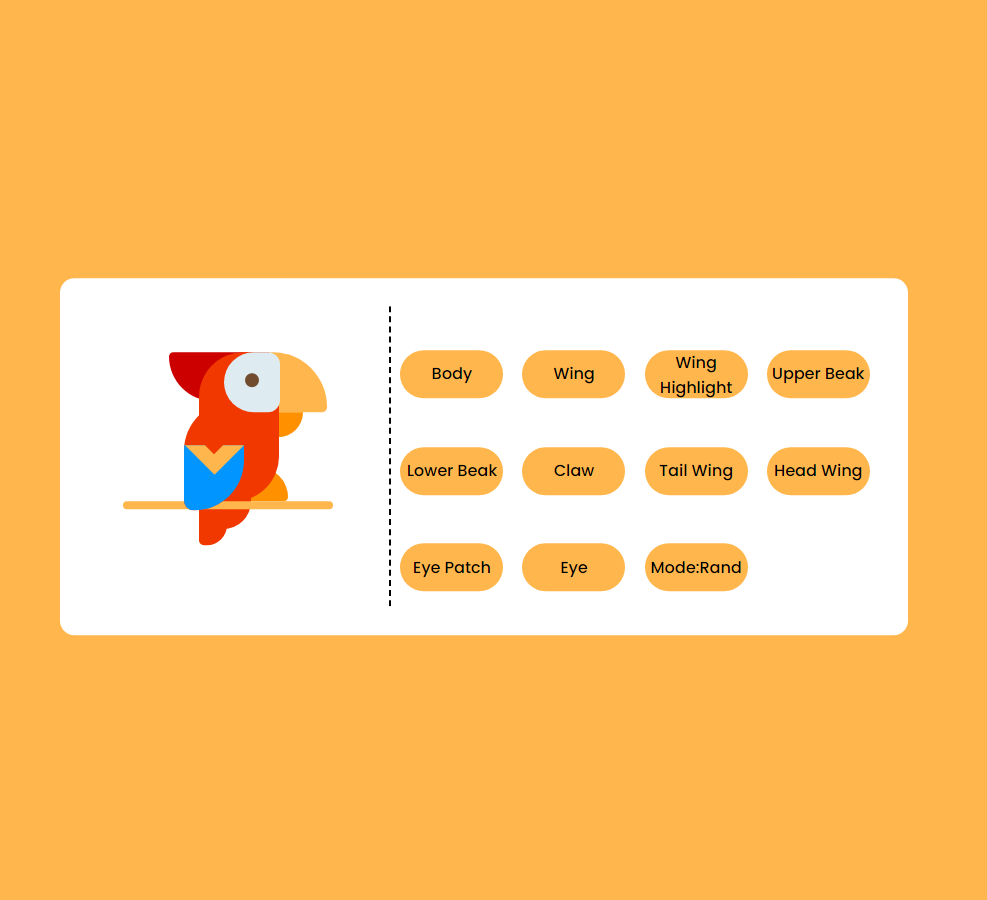 Body
Wing
Wing
Highlight
Upper Beak
Lower Beak
Claw
Tail Wing
Head Wing
Eye Patch
Eye
Mode:Rand